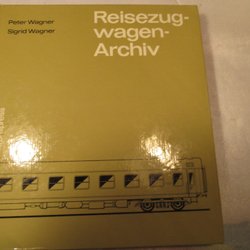 Peter Wagner
Sigrid Wagner
Reisezug-
wagen-
Archiv